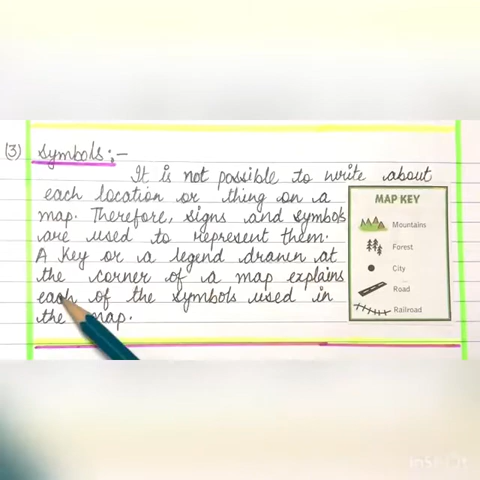 (3) Symbols:-
It is not possible to write about
each location or thing on a
map. Therefore, signs and symbols
are used to represent them.
A Key or a legend drawn at
the corner of a map explains
each of the symbols used in
the map.
MAP KEY
Mountains
Forest
City
Road
Railroad